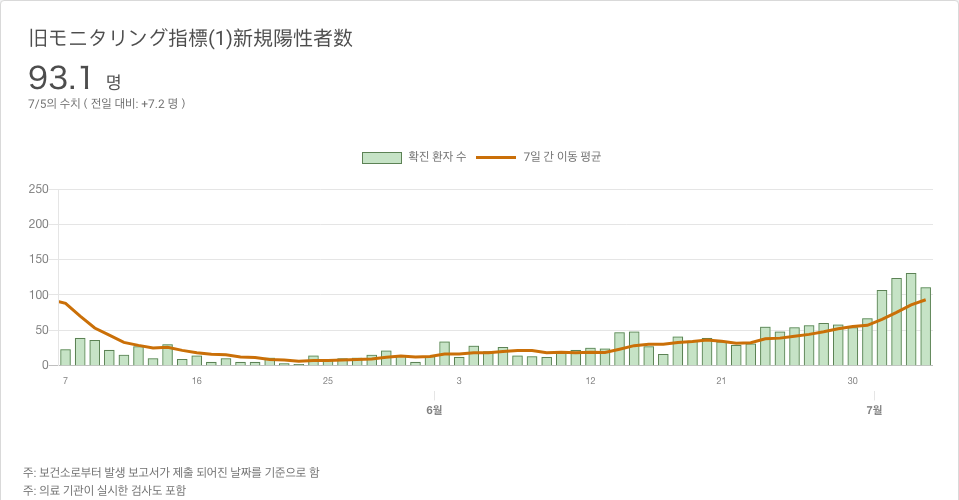 旧モニタリング指標(1)新規陽性者数
93.1 명
7/5의 수치 ( 전일 대비: +7.2 명 )
확진 환자 수 7일 간 이동 평균
250
200
150
100
50
0
7 16 25 3 12 21 30
6월 7월
주: 보건소로부터 발생 보고서가 제출 되어진 날짜를 기준으로 함
주: 의료 기관이 실시한 검사도 포함